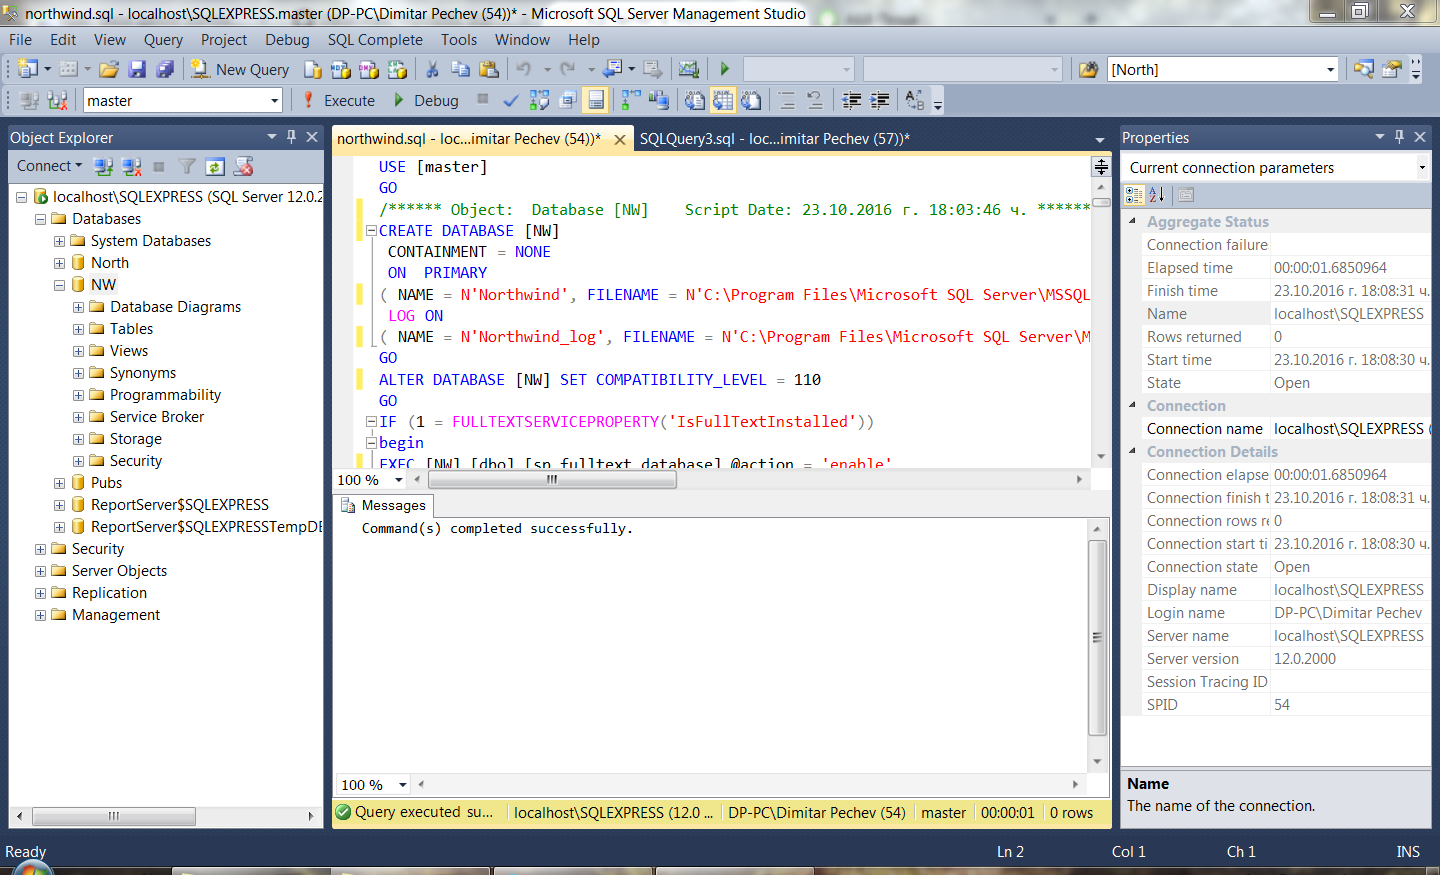 northwind.sql - localhost\SQLEXPRESS.master (DP-PC\Dimitar Pechev (54))* - Microsoft SQL Server Management Studio
File Edit View Query Project Debug SQL Complete Tools Window Help
New Query [North]
master Execute Debug
Object Explorer
Connect
localhost\SQLEXPRESS (SQL Server 12.0.2
Databases
System Databases
North
NW
Database Diagrams
Tables
Views
Synonyms
Programmability
Service Broker
Storage
Security
Pubs
ReportServer$SQLEXPRESS
ReportServer$SQLEXPRESSTempDB
Security
Server Objects
Replication
Management
northwind.sql - loc...imitar Pechev (54))* SQLQuery3.sql - loc...imitar Pechev (57))*
USE [master]
GO
/****** Object:  Database [NW]    Script Date: 23.10.2016 г. 18:03:46 ч. ******
CREATE DATABASE [NW]
CONTAINMENT = NONE
ON  PRIMARY
( NAME = N'Northwind', FILENAME = N'C:\Program Files\Microsoft SQL Server\MSSQL
LOG ON
( NAME = N'Northwind_log', FILENAME = N'C:\Program Files\Microsoft SQL Server\M
GO
ALTER DATABASE [NW] SET COMPATIBILITY_LEVEL = 110
GO
IF (1 = FULLTEXTSERVICEPROPERTY('IsFullTextInstalled'))
begin
EXEC [NW].[dbo].[sp_fulltext_database] @action = 'enable'
100 %
Messages
Command(s) completed successfully.
100 %
Query executed su... localhost\SQLEXPRESS (12.0 ... DP-PC\Dimitar Pechev (54) master 00:00:01 0 rows
Properties
Current connection parameters
Aggregate Status
Connection failure
Elapsed time 00:00:01.6850964
Finish time 23.10.2016 г. 18:08:31 ч.
Name localhost\SQLEXPRESS
Rows returned 0
Start time 23.10.2016 г. 18:08:30 ч.
State Open
Connection
Connection name localhost\SQLEXPRESS (
Connection Details
Connection elapse 00:00:01.6850964
Connection finish t 23.10.2016 г. 18:08:31 ч.
Connection rows re 0
Connection start ti 23.10.2016 г. 18:08:30 ч.
Connection state Open
Display name localhost\SQLEXPRESS
Login name DP-PC\Dimitar Pechev
Server name localhost\SQLEXPRESS
Server version 12.0.2000
Session Tracing ID
SPID 54
Name
The name of the connection.
Ready Ln 2 Col 1 Ch 1 INS